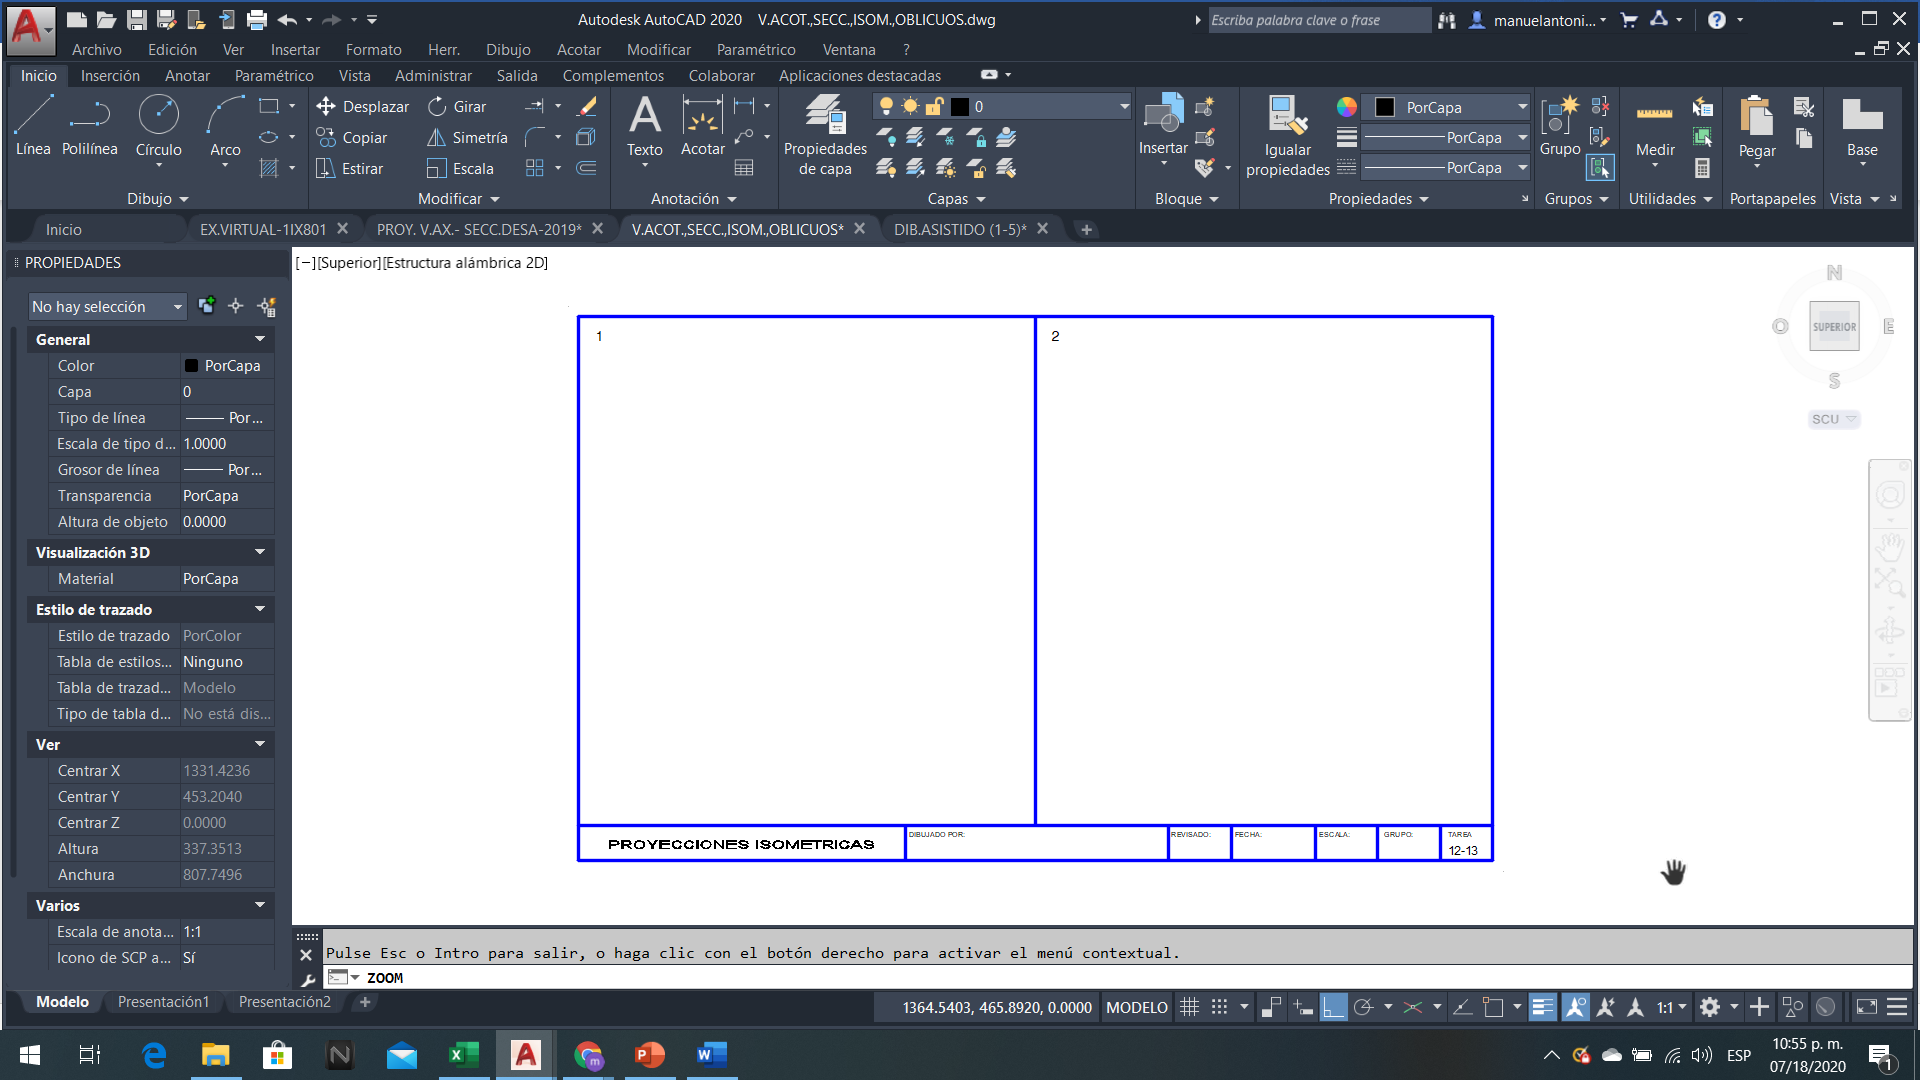 Autodesk AutoCAD 2020 V.ACOT.,SECC.,ISOM.,OBLICUOS.dwg
Escriba palabra clave o frase
manuelantoni...
Archivo Edición Ver Insertar Formato Herr. Dibujo Acotar Modificar Paramétrico Ventana ?
Inicio Inserción Anotar Paramétrico Vista Administrar Salida Complementos Colaborar Aplicaciones destacadas
Línea Polilínea Círculo Arco
Desplazar Girar
Copiar Simetría
Estirar Escala
Texto Acotar
Propiedades de capa
0
Insertar
Igualar propiedades
PorCapa
PorCapa
PorCapa
Grupo
Medir
Pegar
Base
Dibujo Modificar Anotación Capas Bloque Propiedades Grupos Utilidades Portapapeles Vista
Inicio EX.VIRTUAL-1IX801 PROY. V.AX.- SECC.DESA-2019* V.ACOT.,SECC.,ISOM.,OBLICUOS* DIB.ASISTIDO (1-5)*
PROPIEDADES
No hay selección
General
Color PorCapa
Capa 0
Tipo de línea Por...
Escala de tipo d... 1.0000
Grosor de línea Por...
Transparencia PorCapa
Altura de objeto 0.0000
Visualización 3D
Material PorCapa
Estilo de trazado
Estilo de trazado PorColor
Tabla de estilos... Ninguno
Tabla de trazad... Modelo
Tipo de tabla d... No está dis...
Ver
Centrar X 1331.4236
Centrar Y 453.2040
Centrar Z 0.0000
Altura 337.3513
Anchura 807.7496
Varios
Escala de anota... 1:1
Icono de SCP a... Sí
[−][Superior][Estructura alámbrica 2D]
1 2
PROYECCIONES ISOMETRICAS
DIBUJADO POR: REVISADO: FECHA: ESCALA: GRUPO: TAREA
12-13
N
O SUPERIOR E
S
SCU
Pulse Esc o Intro para salir, o haga clic con el botón derecho para activar el menú contextual.
ZOOM
Modelo Presentación1 Presentación2
1364.5403, 465.8920, 0.0000 MODELO 1:1
ESP
10:55 p. m.
07/18/2020
1